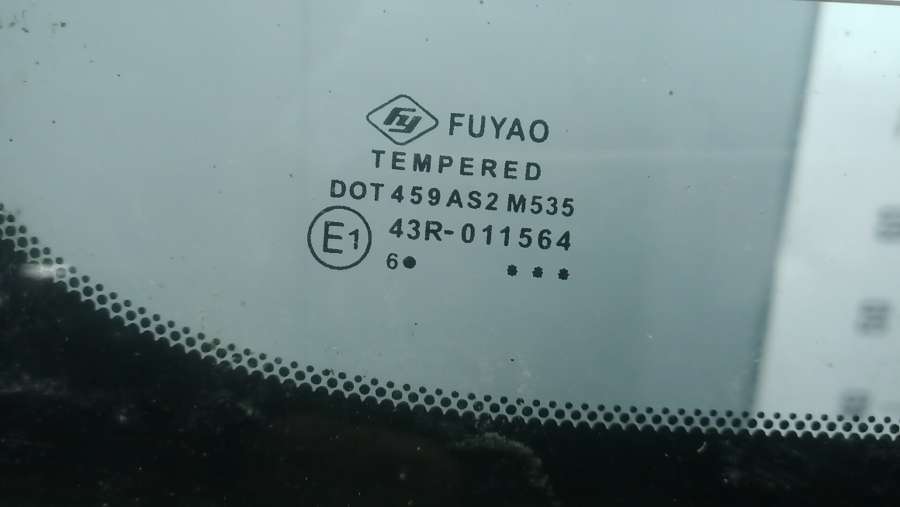 fy FUYAO
TEMPERED
DOT 459 AS2 M535
E1 43R-011564
6● ***